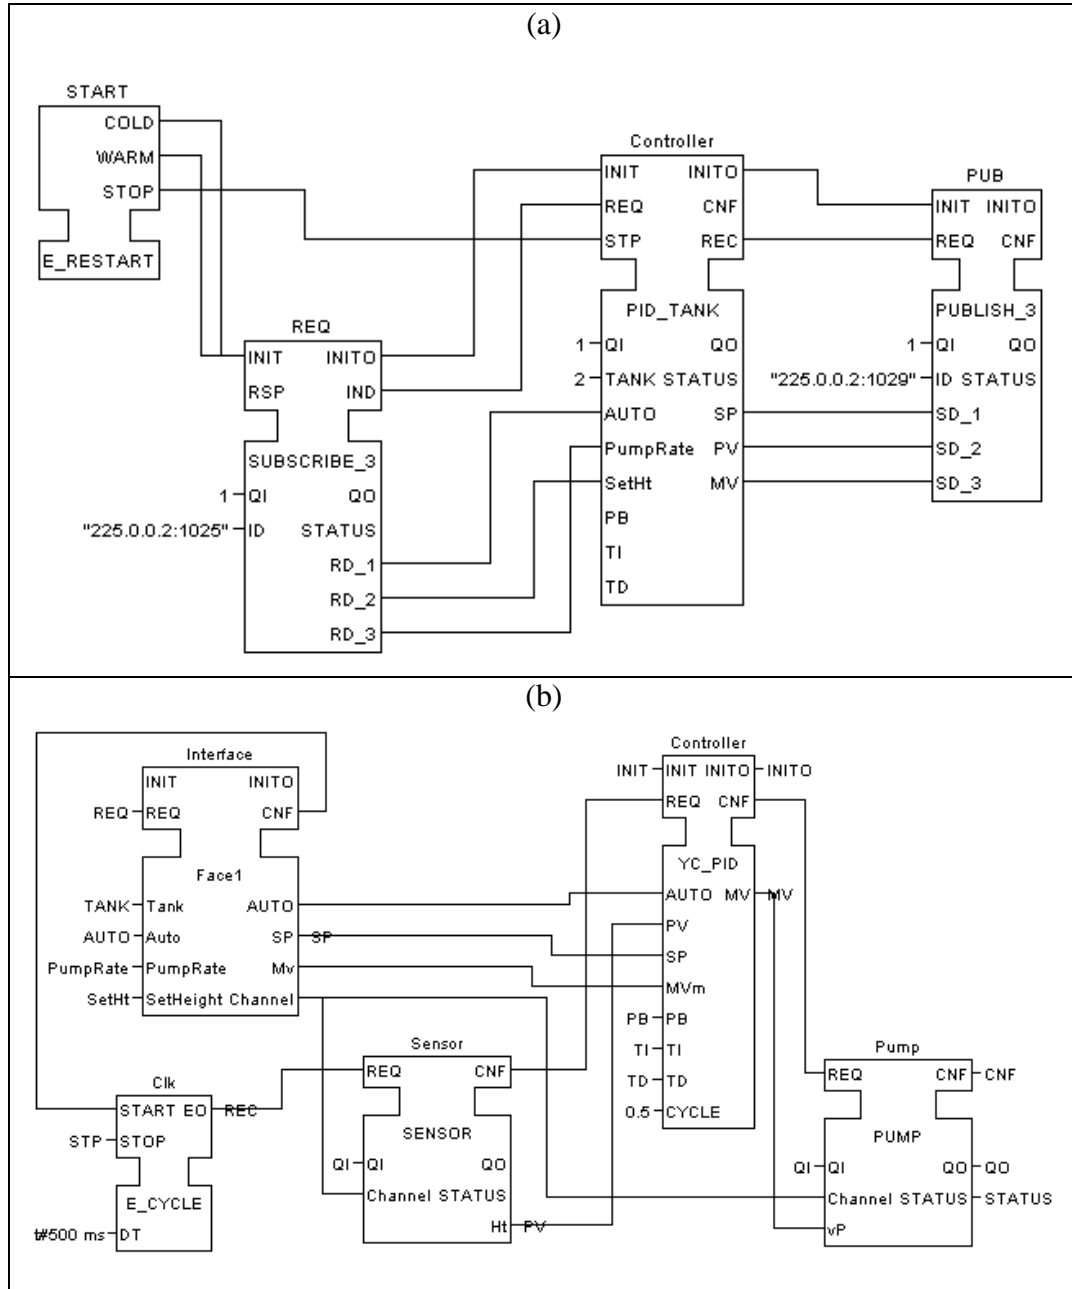 (a)
START
COLD
WARM
STOP
E_RESTART
REQ
INIT INITO
RSP IND
SUBSCRIBE_3
1 QI QO
"225.0.0.2:1025" ID STATUS
RD_1
RD_2
RD_3
Controller
INIT INITO
REQ CNF
STP REC
PID_TANK
1 QI QO
2 TANK STATUS
AUTO SP
PumpRate PV
SetHt MV
PB
TI
TD
PUB
INIT INITO
REQ CNF
PUBLISH_3
1 QI QO
"225.0.0.2:1029" ID STATUS
SD_1
SD_2
SD_3
(b)
Interface
INIT INITO
REQ REQ CNF
Face1
TANK Tank AUTO
AUTO Auto SP SP
PumpRate PumpRate Mv
SetHt SetHeight Channel
Clk
START EO REC
STP STOP
E_CYCLE
t#500 ms DT
Sensor
REQ CNF
SENSOR
QI QI QO
Channel STATUS
Ht PV
Controller
INIT INIT INITO INITO
REQ CNF
YC_PID
AUTO MV MV
PV
SP
MVm
PB PB
TI TI
TD TD
0.5 CYCLE
Pump
REQ CNF CNF
PUMP
QI QI QO QO
Channel STATUS STATUS
vP